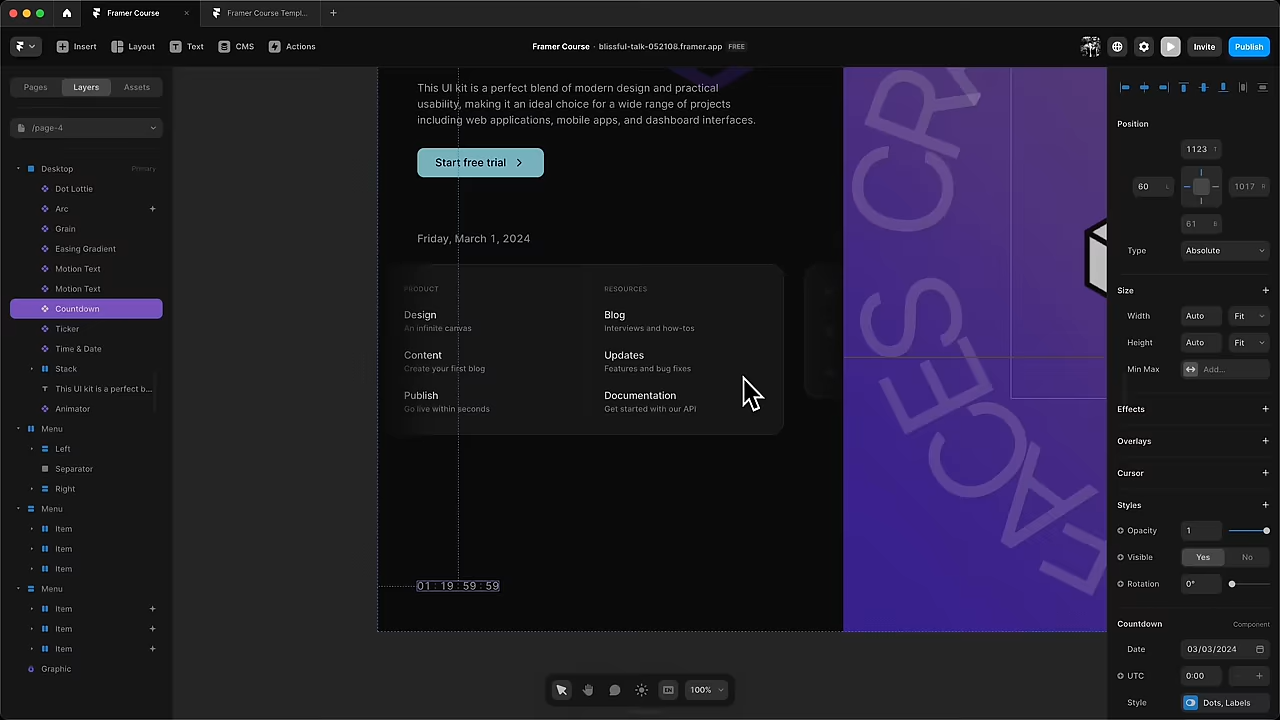 Framer Course
Framer Course Templ...
Insert
Layout
Text
CMS
Actions
Framer Course · blissful-talk-052108.framer.app FREE
Invite
Publish
Pages
Layers
Assets
/page-4
Desktop
Primary
Dot Lottie
Arc
Grain
Easing Gradient
Motion Text
Motion Text
Countdown
Ticker
Time & Date
Stack
This UI kit is a perfect b...
Animator
Menu
Left
Separator
Right
Menu
Item
Item
Item
Menu
Item
Item
Item
Graphic
This UI kit is a perfect blend of modern design and practical
usability, making it an ideal choice for a wide range of projects
including web applications, mobile apps, and dashboard interfaces.
Start free trial
Friday, March 1, 2024
PRODUCT
Design
An infinite canvas
Content
Create your first blog
Publish
Go live within seconds
RESOURCES
Blog
Interviews and how-tos
Updates
Features and bug fixes
Documentation
Get started with our API
01 : 19 : 59 : 59
100%
Position
1123 T
60 L
1017 R
61 B
Type
Absolute
Size
Width
Auto
Fit
Height
Auto
Fit
Min Max
Add...
Effects
Overlays
Cursor
Styles
Opacity
1
Visible
Yes
No
Rotation
0°
Countdown
Component
Date
03/03/2024
UTC
0:00
Style
Dots, Labels